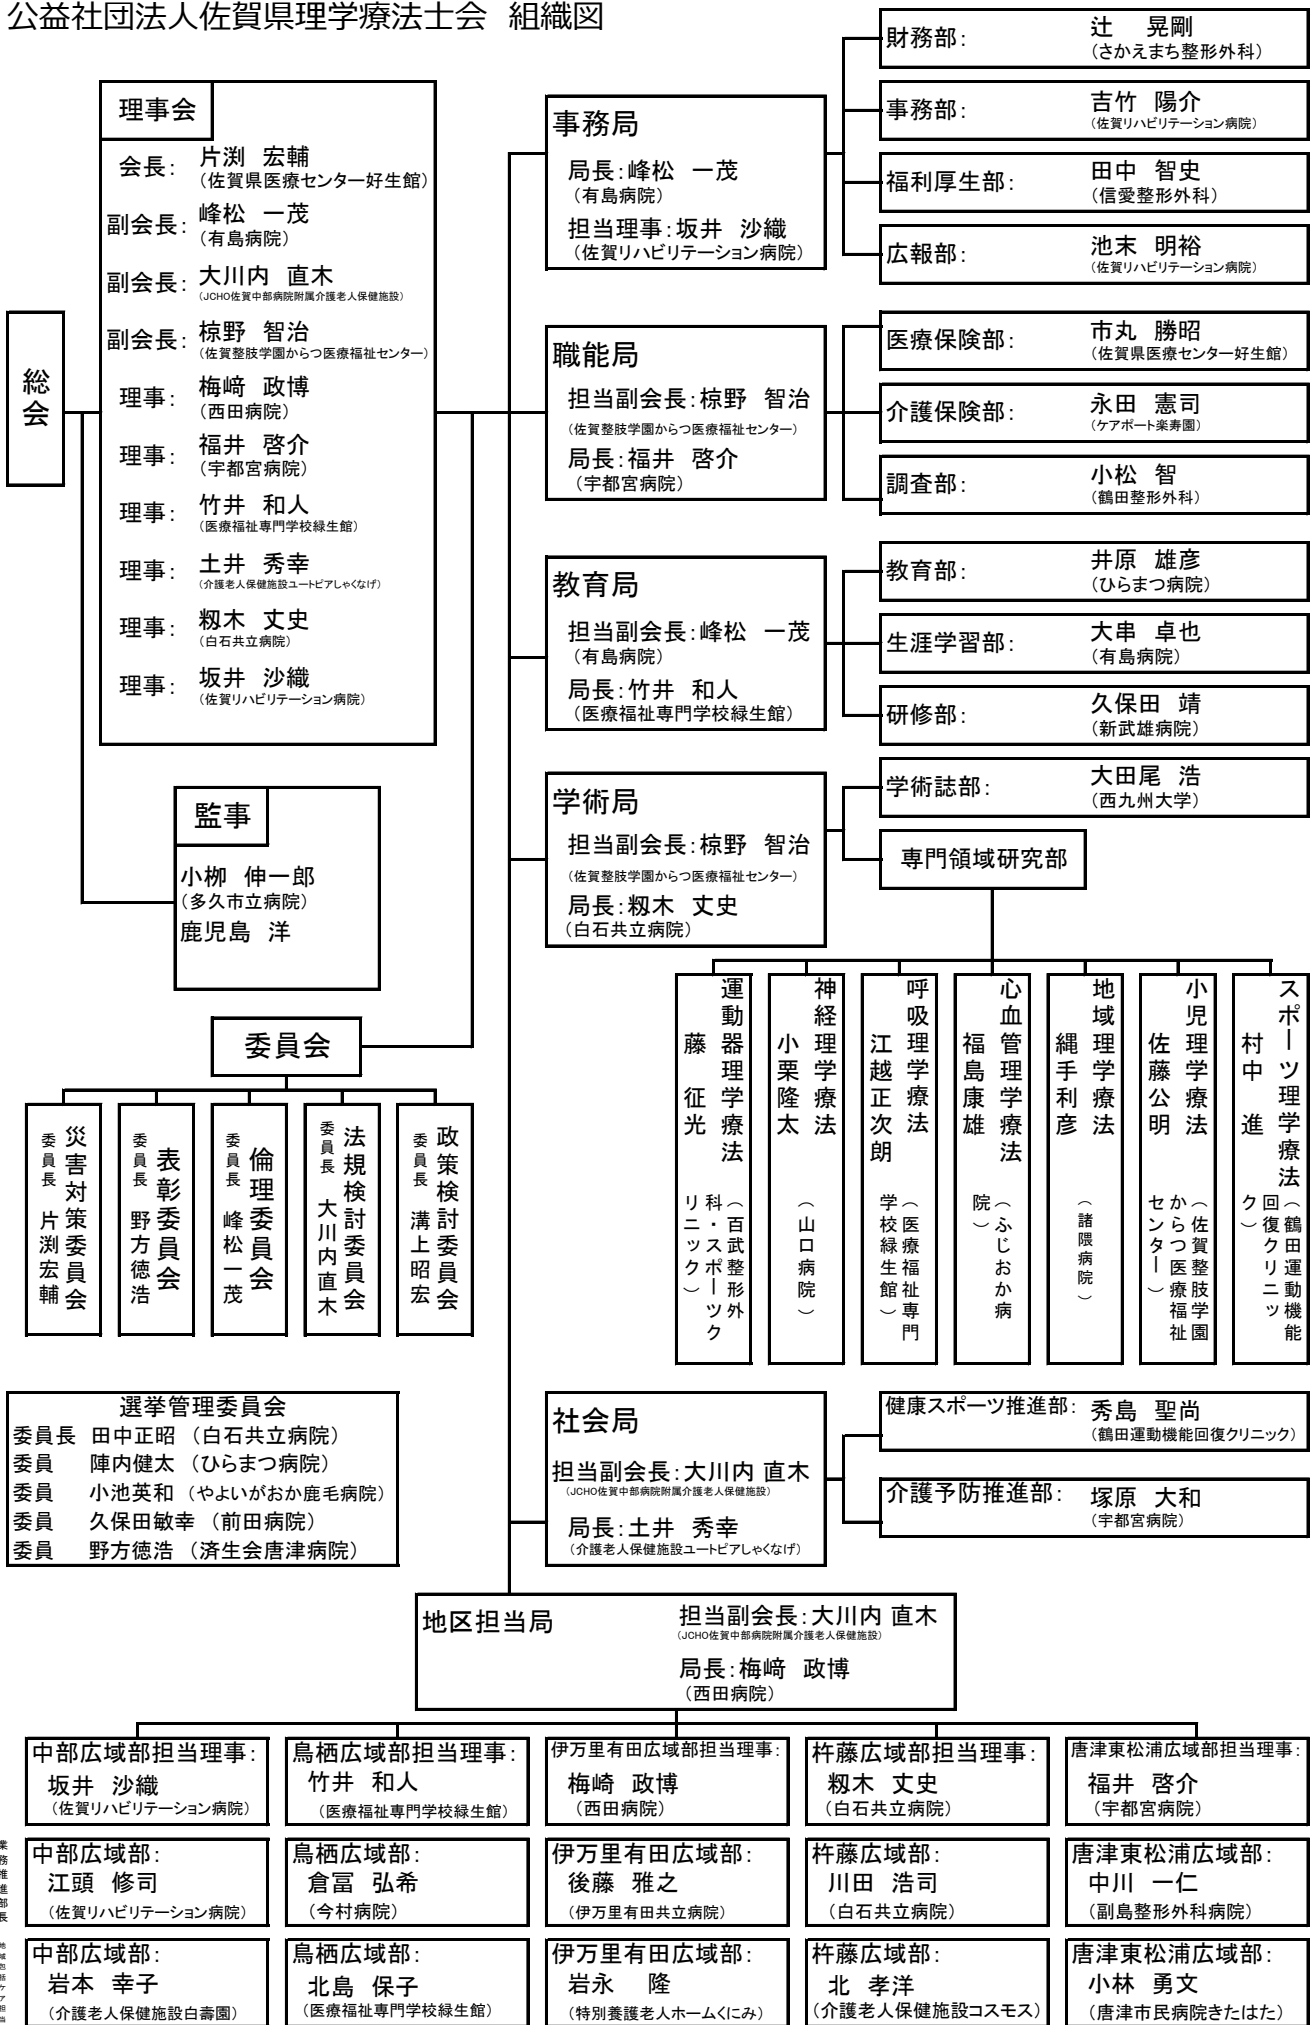 公益社団法人佐賀県理学療法士会 組織図
総会
理事会
会長： 片渕 宏輔
（佐賀県医療センター好生館）
副会長： 峰松 一茂
（有島病院）
副会長： 大川内 直木
（JCHO佐賀中部病院附属介護老人保健施設）
副会長： 椋野 智治
（佐賀整肢学園からつ医療福祉センター）
理事： 梅﨑 政博
（西田病院）
理事： 福井 啓介
（宇都宮病院）
理事： 竹井 和人
（医療福祉専門学校緑生館）
理事： 土井 秀幸
（介護老人保健施設ユートピアしゃくなげ）
理事： 籾木 丈史
（白石共立病院）
理事： 坂井 沙織
（佐賀リハビリテーション病院）
監事
小栁 伸一郎
（多久市立病院）
鹿児島 洋
委員会
災害対策委員会
委員長 片渕宏輔
表彰委員会
委員長 野方徳浩
倫理委員会
委員長 峰松一茂
法規検討委員会
委員長 大川内直木
政策検討委員会
委員長 溝上昭宏
選挙管理委員会
委員長 田中正昭（白石共立病院）
委員 陣内健太（ひらまつ病院）
委員 小池英和（やよいがおか鹿毛病院）
委員 久保田敏幸（前田病院）
委員 野方徳浩（済生会唐津病院）
事務局
局長：峰松 一茂
（有島病院）
担当理事：坂井 沙織
（佐賀リハビリテーション病院）
財務部： 辻 晃剛
（さかえまち整形外科）
事務部： 吉竹 陽介
（佐賀リハビリテーション病院）
福利厚生部： 田中 智史
（信愛整形外科）
広報部： 池末 明裕
（佐賀リハビリテーション病院）
職能局
担当副会長：椋野 智治
（佐賀整肢学園からつ医療福祉センター）
局長：福井 啓介
（宇都宮病院）
医療保険部： 市丸 勝昭
（佐賀県医療センター好生館）
介護保険部： 永田 憲司
（ケアポート楽寿園）
調査部： 小松 智
（鶴田整形外科）
教育局
担当副会長：峰松 一茂
（有島病院）
局長：竹井 和人
（医療福祉専門学校緑生館）
教育部： 井原 雄彦
（ひらまつ病院）
生涯学習部： 大串 卓也
（有島病院）
研修部： 久保田 靖
（新武雄病院）
学術局
担当副会長：椋野 智治
（佐賀整肢学園からつ医療福祉センター）
局長：籾木 丈史
（白石共立病院）
学術誌部： 大田尾 浩
（西九州大学）
専門領域研究部
運動器理学療法
藤 征光
（百武整形外
科・スポーツク
リニック）
神経理学療法
小栗隆太
（山口病院）
呼吸理学療法
江越正次朗
（医療福祉専門
学校緑生館）
心血管理学療法
福島康雄
（ふじおか病
院）
地域理学療法
縄手利彦
（諸隈病院）
小児理学療法
佐藤公明
（佐賀整肢学園
からつ医療福祉
センター）
スポーツ理学療法
村中 進
（鶴田運動機能
回復クリニッ
ク）
社会局
担当副会長：大川内 直木
（JCHO佐賀中部病院附属介護老人保健施設）
局長：土井 秀幸
（介護老人保健施設ユートピアしゃくなげ）
健康スポーツ推進部： 秀島 聖尚
（鶴田運動機能回復クリニック）
介護予防推進部： 塚原 大和
（宇都宮病院）
地区担当局
担当副会長：大川内 直木
（JCHO佐賀中部病院附属介護老人保健施設）
局長：梅﨑 政博
（西田病院）
中部広域部担当理事：
坂井 沙織
（佐賀リハビリテーション病院）
鳥栖広域部担当理事：
竹井 和人
（医療福祉専門学校緑生館）
伊万里有田広域部担当理事：
梅崎 政博
（西田病院）
杵藤広域部担当理事：
籾木 丈史
（白石共立病院）
唐津東松浦広域部担当理事：
福井 啓介
（宇都宮病院）
業務推進部長
中部広域部：
江頭 修司
（佐賀リハビリテーション病院）
鳥栖広域部：
倉冨 弘希
（今村病院）
伊万里有田広域部：
後藤 雅之
（伊万里有田共立病院）
杵藤広域部：
川田 浩司
（白石共立病院）
唐津東松浦広域部：
中川 一仁
（副島整形外科病院）
地域包括ケア担当
中部広域部：
岩本 幸子
（介護老人保健施設白壽園）
鳥栖広域部：
北島 保子
（医療福祉専門学校緑生館）
伊万里有田広域部：
岩永 隆
（特別養護老人ホームくにみ）
杵藤広域部：
北 孝洋
（介護老人保健施設コスモス）
唐津東松浦広域部：
小林 勇文
（唐津市民病院きたはた）